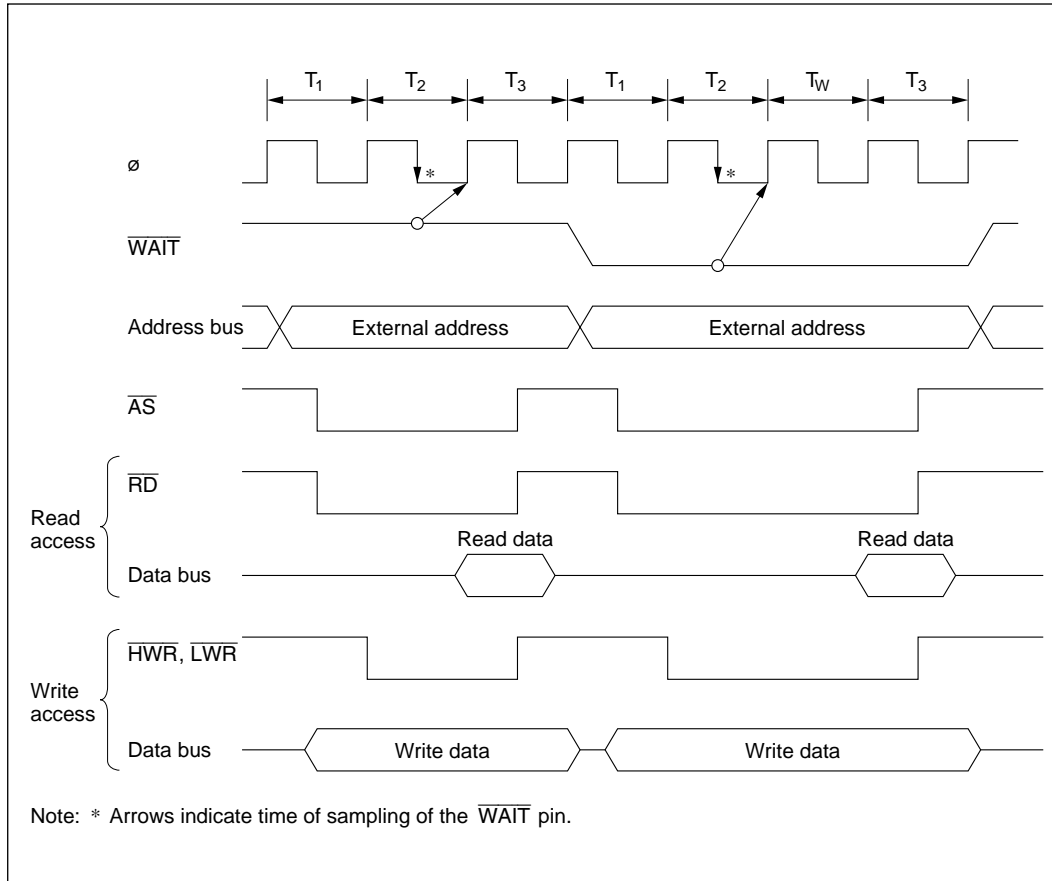 T1 T2 T3 T1 T2 TW T3
ø
* *
WAIT
Address bus External address External address
AS
RD
Read access
Read data Read data
Data bus
HWR, LWR
Write access
Data bus Write data Write data
Note: * Arrows indicate time of sampling of the WAIT pin.